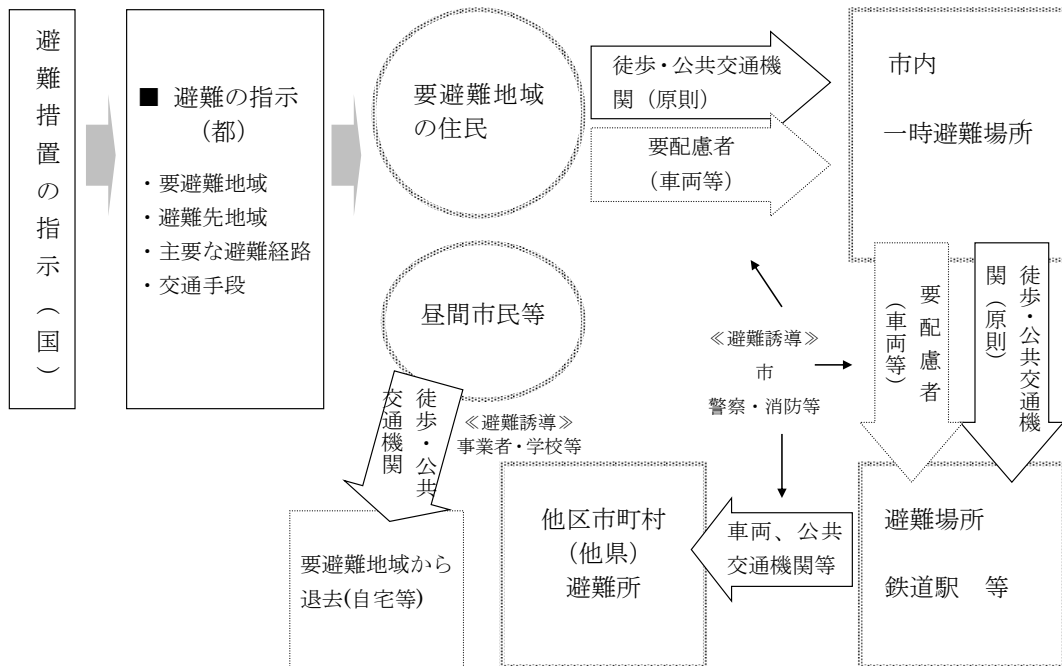 避難措置の指示(国)
■ 避難の指示
(都)
・要避難地域
・避難先地域
・主要な避難経路
・交通手段
要避難地域
の住民
徒歩・公共交通機
関(原則)
要配慮者
(車両等)
市内
一時避難場所
昼間市民等
徒歩・公共
交通機関
≪避難誘導≫
事業者・学校等
要避難地域から
退去(自宅等)
≪避難誘導≫
市
警察・消防等
要配慮者
(車両等)
徒歩・公共交通機
関(原則)
避難場所
鉄道駅 等
車両、公共
交通機関等
他区市町村
(他県)
避難所